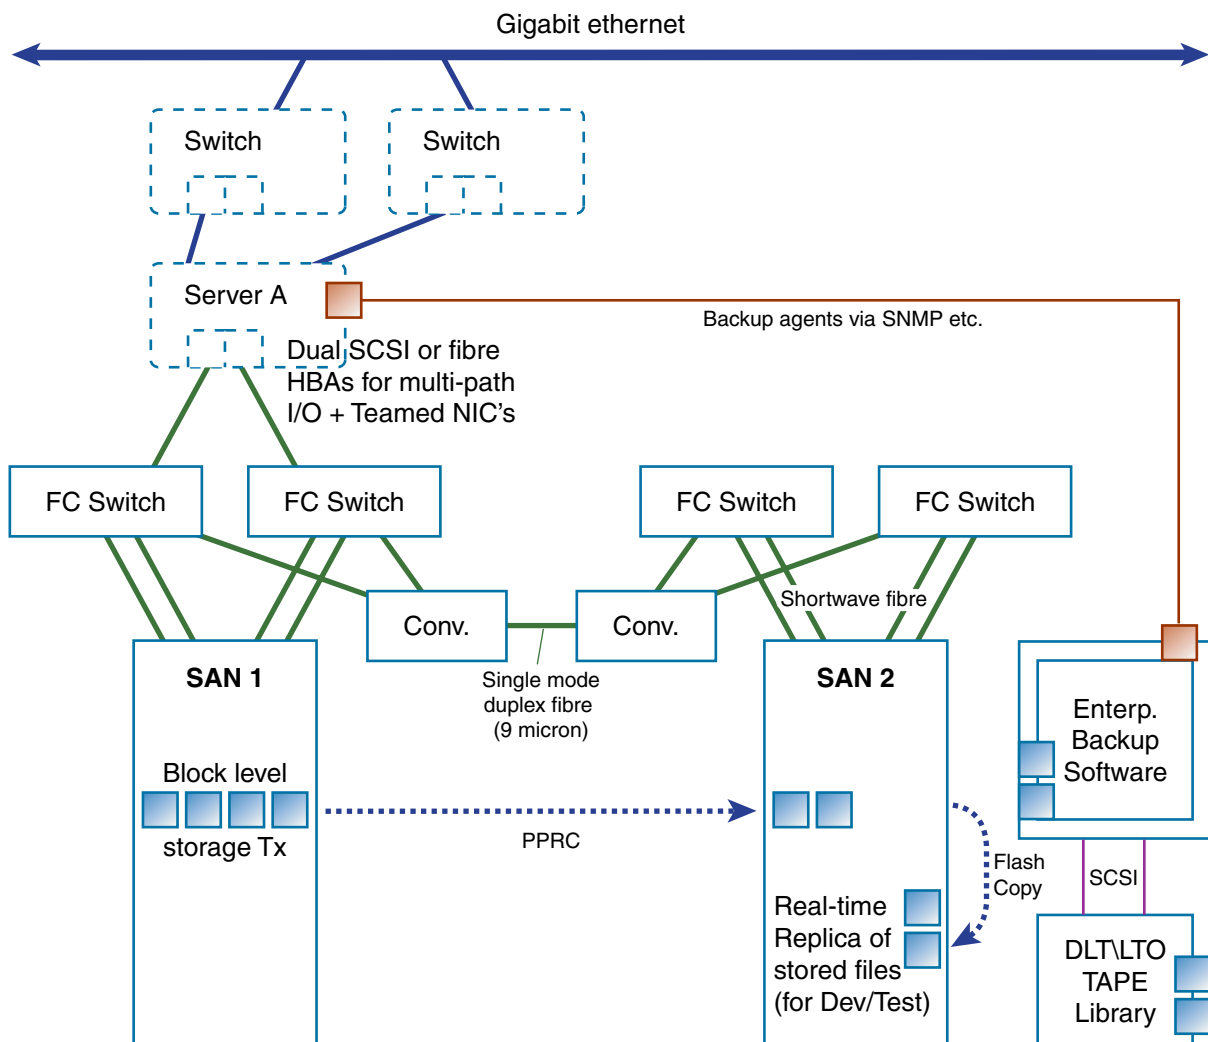 Gigabit ethernet
Switch
Switch
Server A
Backup agents via SNMP etc.
Dual SCSI or fibre
HBAs for multi-path
I/O + Teamed NIC's
FC Switch
FC Switch
FC Switch
FC Switch
Conv.
Conv.
Shortwave fibre
Single mode
duplex fibre
(9 micron)
SAN 1
SAN 2
Enterp.
Backup
Software
Block level
storage Tx
PPRC
Flash
Copy
SCSI
Real-time
Replica of
stored files
(for Dev/Test)
DLT\LTO
TAPE
Library